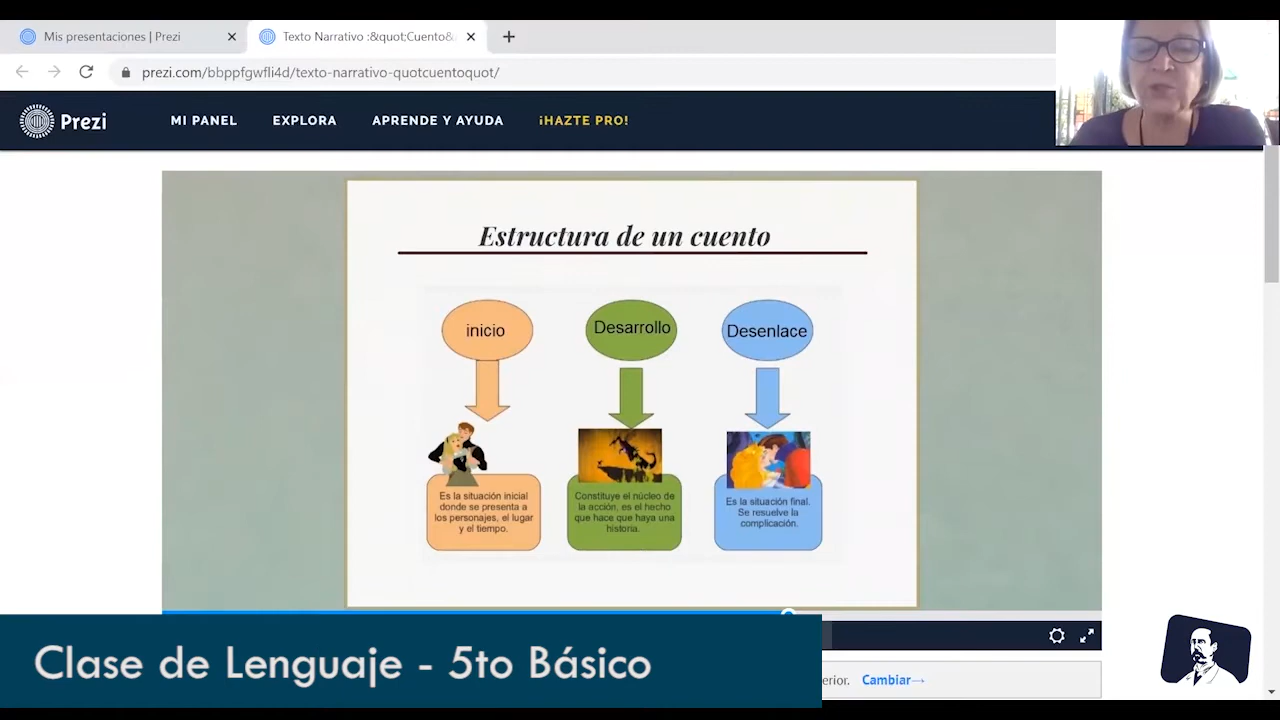 Mis presentaciones | Prezi
Texto Narrativo :&quot;Cuento&
prezi.com/bbppfgwfli4d/texto-narrativo-quotcuentoquot/
Prezi
MI PANEL
EXPLORA
APRENDE Y AYUDA
¡HAZTE PRO!
Estructura de un cuento
inicio
Desarrollo
Desenlace
Es la situación inicial
donde se presenta a
los personajes, el lugar
y el tiempo.
Constituye el núcleo de
la acción, es el hecho
que hace que haya una
historia.
Es la situación final.
Se resuelve la
complicación.
Clase de Lenguaje - 5to Básico
erior. Cambiar→